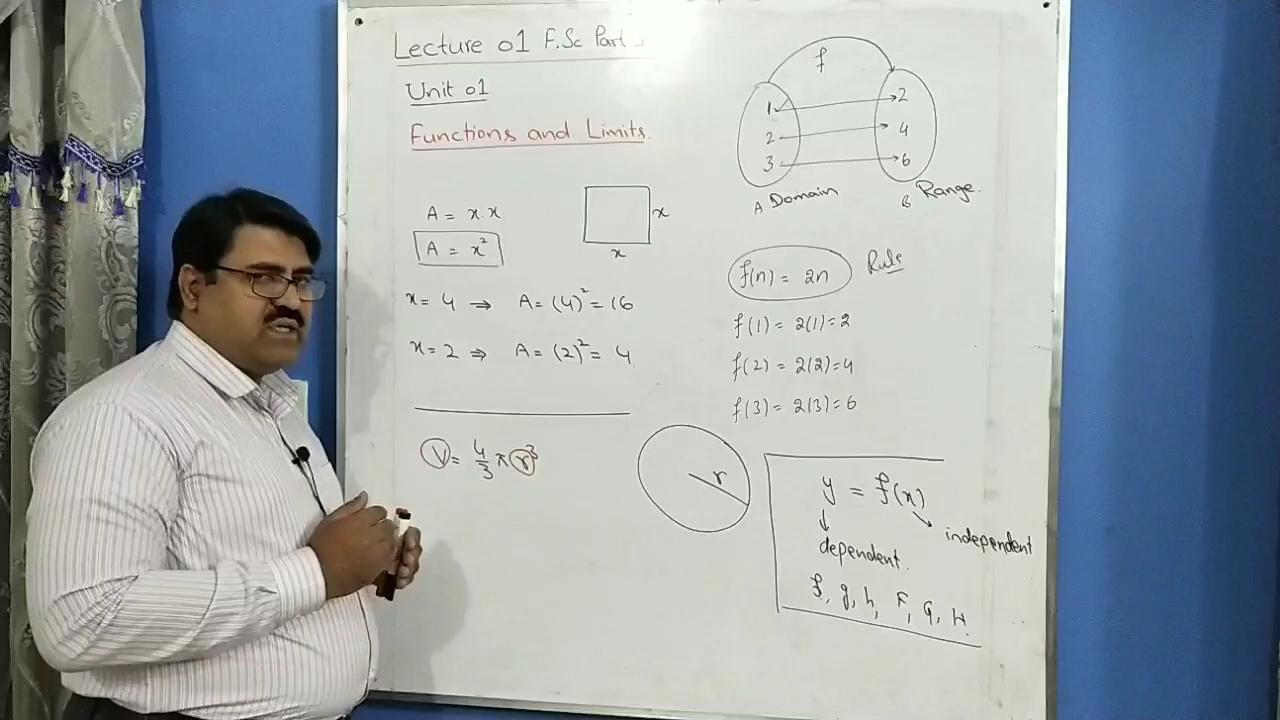 Lecture 01 F.Sc Part
Unit 01
Functions and Limits.
A = x.x
A = x²
x
x
x = 4 ⇒ A = (4)² = 16
x = 2 ⇒ A = (2)² = 4
V = 4/3 π r³
r
f
1 2
2 4
3 6
A Domain
B Range.
f(n) = 2n Rule
f(1) = 2(1) = 2
f(2) = 2(2) = 4
f(3) = 2(3) = 6
y = f(x)
independent
dependent.
f, g, h, F, G, H.